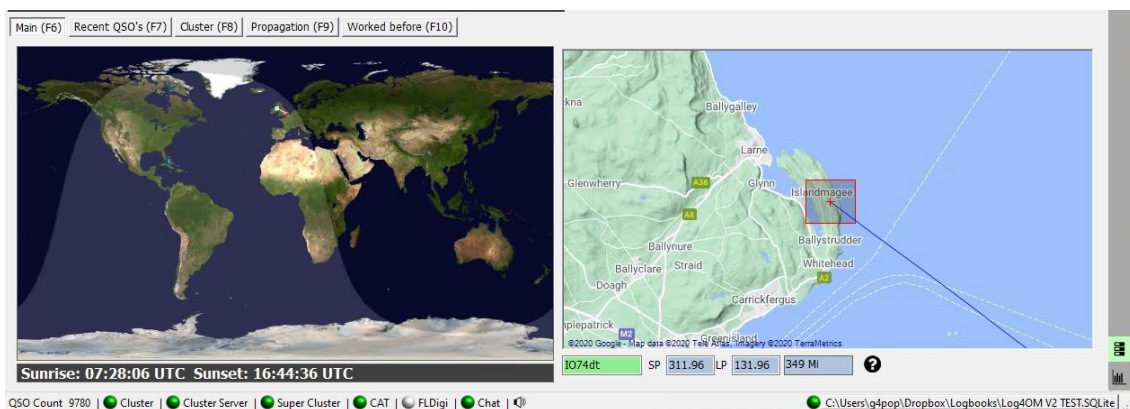 Main (F6) Recent QSO's (F7) Cluster (F8) Propagation (F9) Worked before (F10)
kna
Ballygalley
Larne
Glenwherry
A36
Glynn
Islandmagee
A8
Ballynure
Ballystrudder
Ballyclare
Straid
Whitehead
Doagh
A2
Carrickfergus
nplepatrick
M2
Greenisland
©2020 Google - Map data ©2020 Tele Atlas, Imagery ©2020 TerraMetrics
Sunrise: 07:28:06 UTC Sunset: 16:44:36 UTC
IO74dt SP 311.96 LP 131.96 349 Mi ?
QSO Count 9780 | Cluster | Cluster Server | Super Cluster | CAT | FLDigi | Chat |
C:\Users\g4pop\Dropbox\Logbooks\Log4OM V2 TEST.SQLite